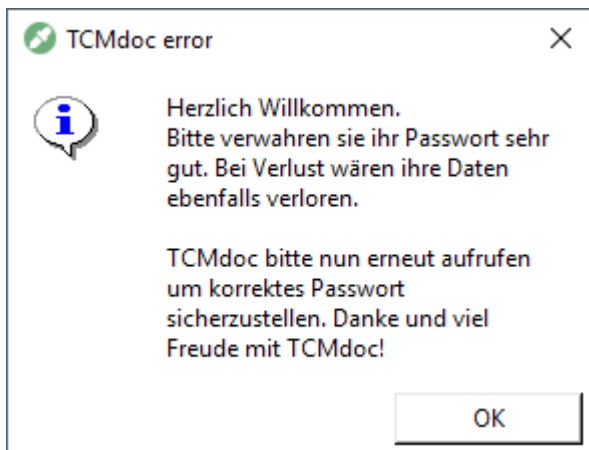 TCMdoc error
Herzlich Willkommen.
Bitte verwahren sie ihr Passwort sehr
gut. Bei Verlust wären ihre Daten
ebenfalls verloren.
TCMdoc bitte nun erneut aufrufen
um korrektes Passwort
sicherzustellen. Danke und viel
Freude mit TCMdoc!
OK